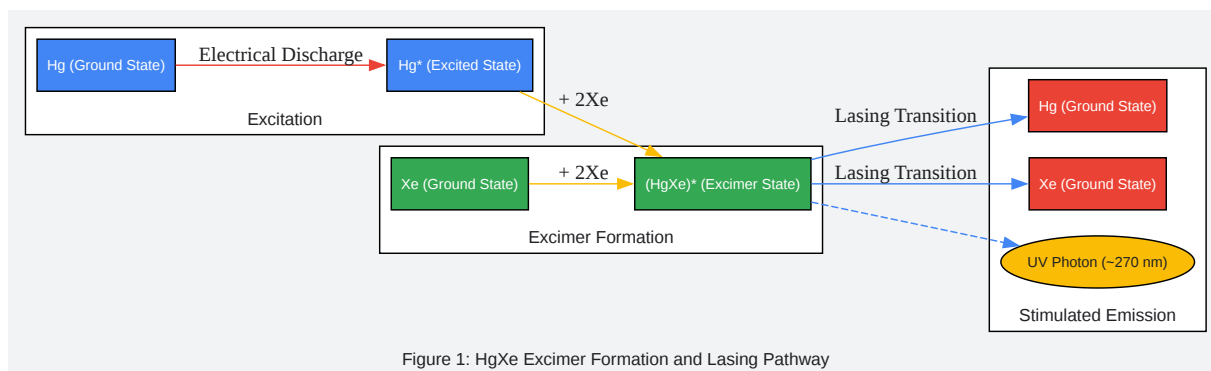 Hg (Ground State)
Electrical Discharge
Hg* (Excited State)
Excitation
+ 2Xe
Xe (Ground State)
+ 2Xe
(HgXe)* (Excimer State)
Excimer Formation
Lasing Transition
Hg (Ground State)
Lasing Transition
Xe (Ground State)
UV Photon (~270 nm)
Stimulated Emission
Figure 1: HgXe Excimer Formation and Lasing Pathway